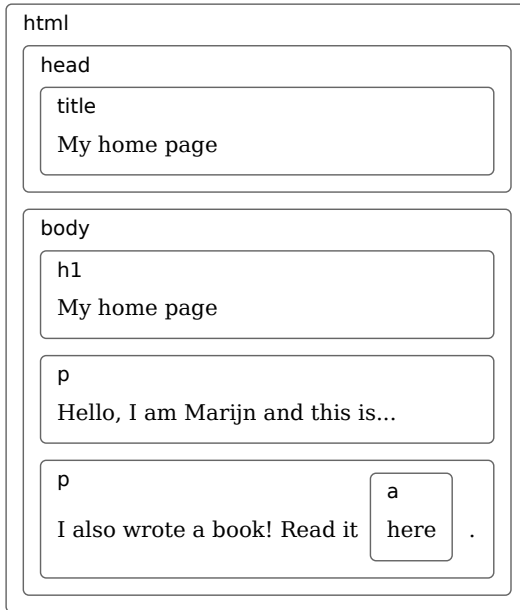 html
head
title
My home page
body
h1
My home page
p
Hello, I am Marijn and this is...
p
a
I also wrote a book! Read it here .